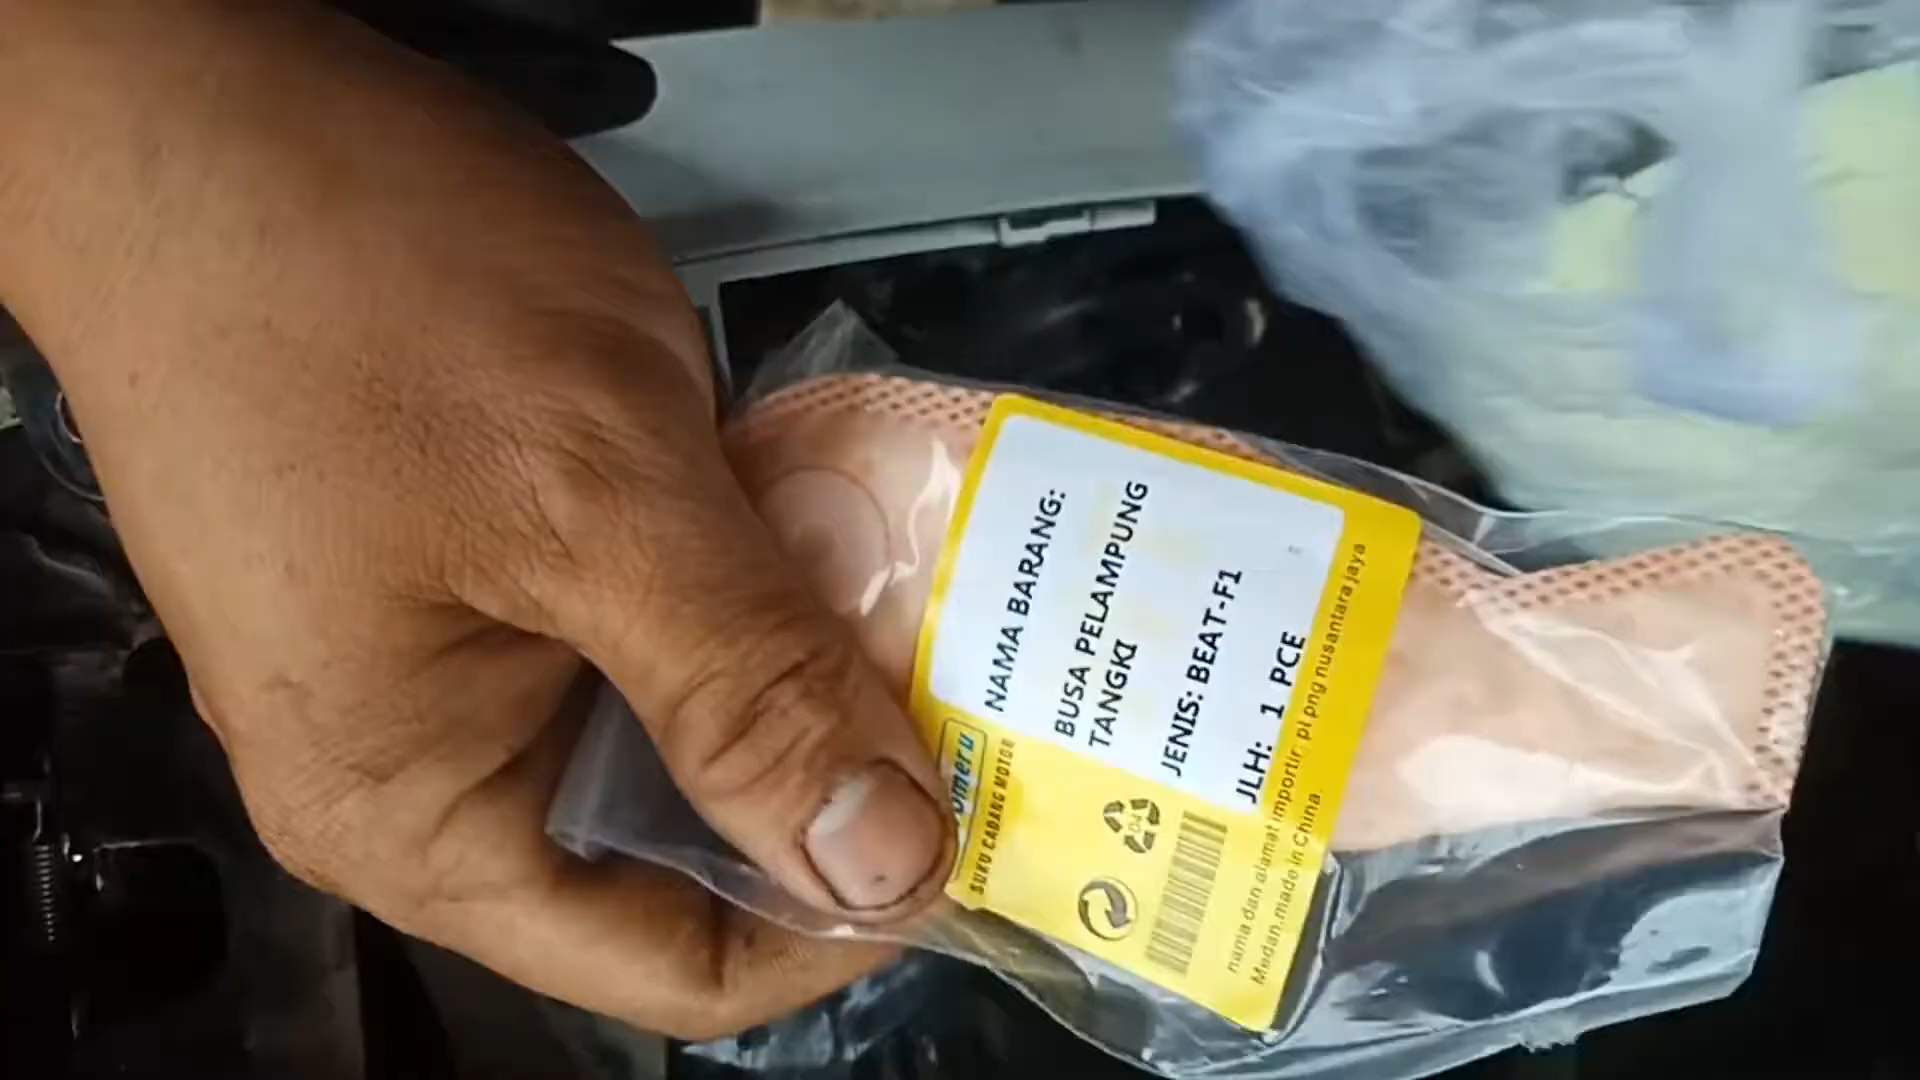 NAMA BARANG:
BUSA PELAMPUNG
TANGKI
JENIS: BEAT-F1
JLH: 1 PCE
SUKU CADANG MOTOR
04
nama dan alamat importir: pt png nusantara jaya
Medan.made in China